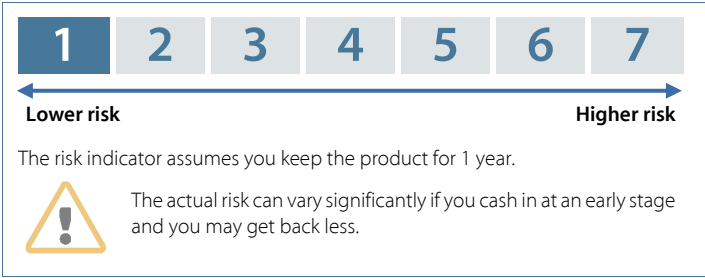 1 2 3 4 5 6 7
Lower risk Higher risk
The risk indicator assumes you keep the product for 1 year.
!
The actual risk can vary significantly if you cash in at an early stage
and you may get back less.